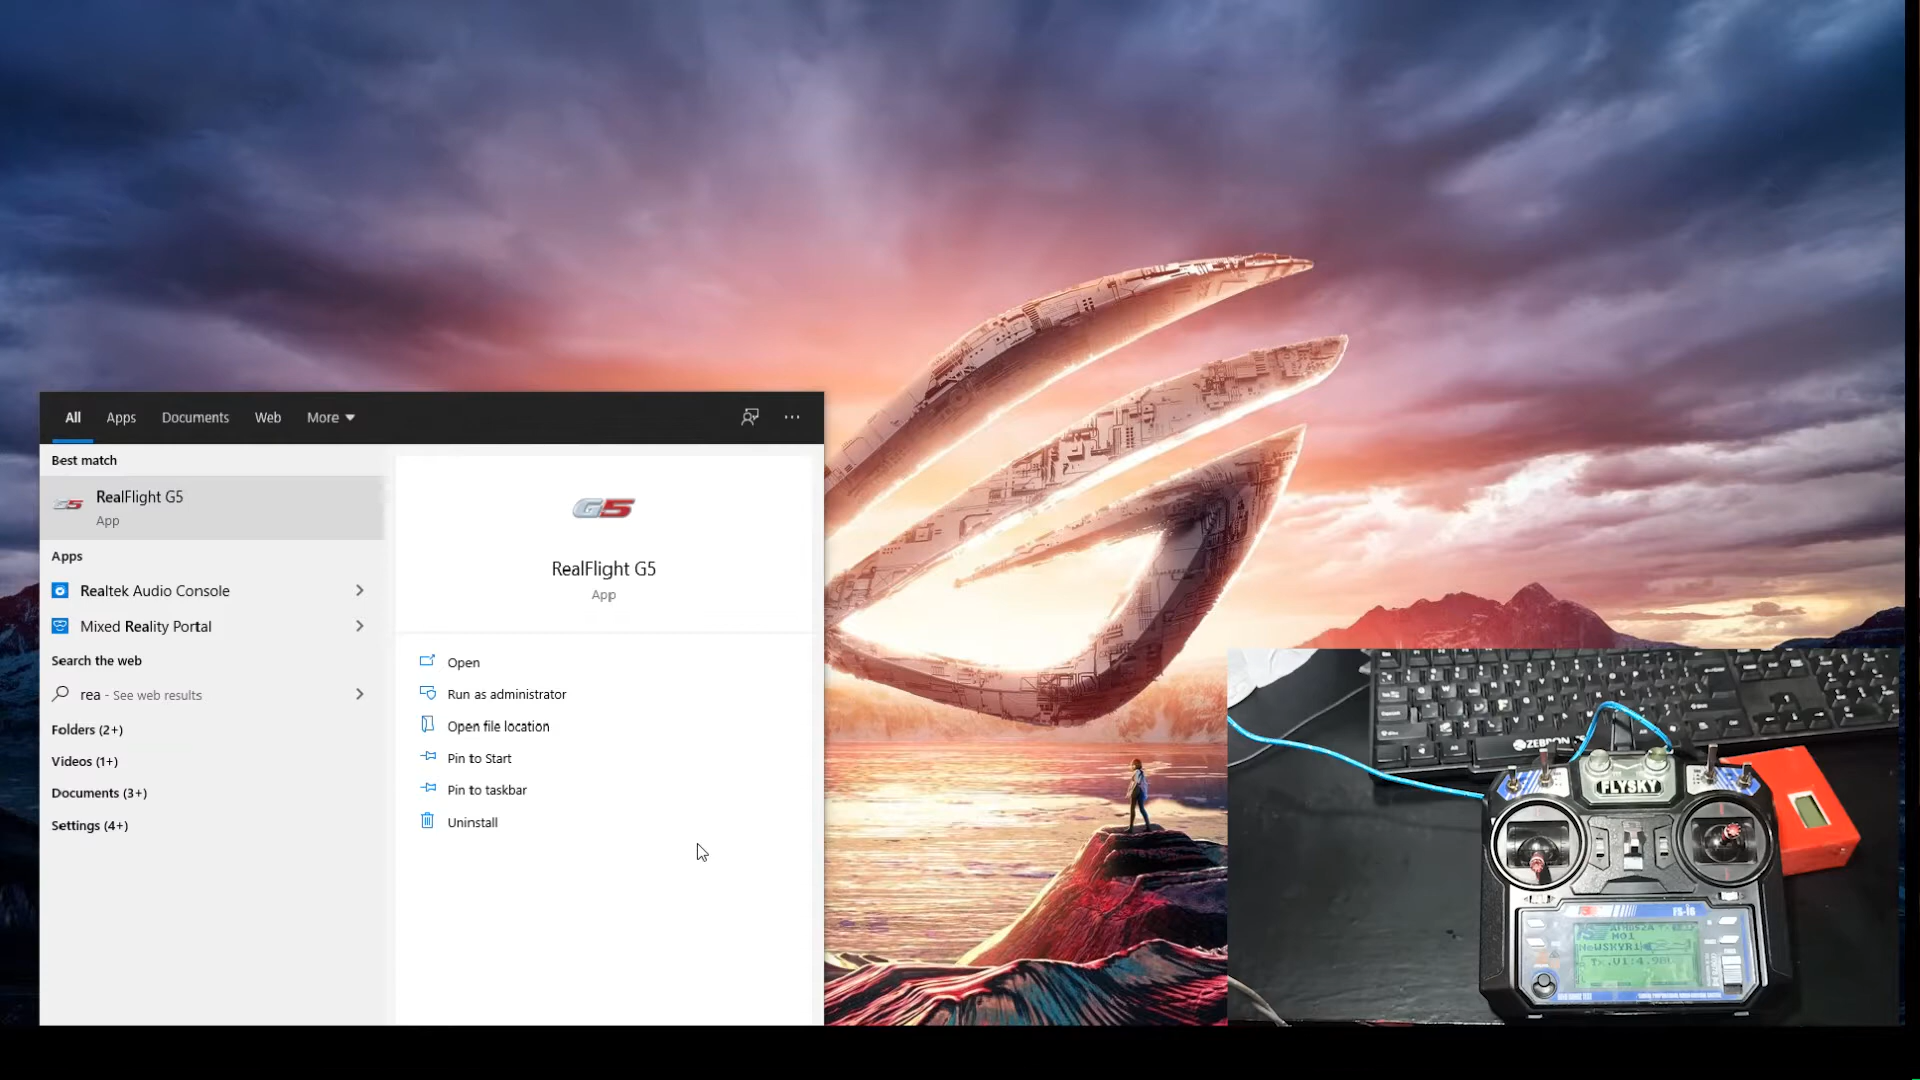 All Apps Documents Web More
Best match
RealFlight G5
App
Apps
Realtek Audio Console
Mixed Reality Portal
Search the web
rea - See web results
Folders (2+)
Videos (1+)
Documents (3+)
Settings (4+)
G5
RealFlight G5
App
Open
Run as administrator
Open file location
Pin to Start
Pin to taskbar
Uninstall
ZEBRON
FLYSKY
FS-i6